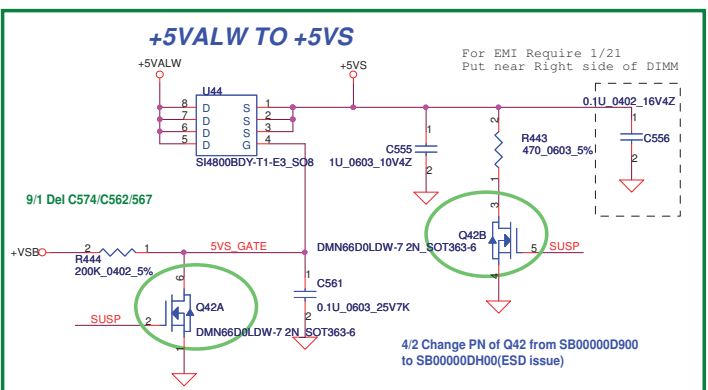 +5VALW TO +5VS
For EMI Require 1/21
Put near Right side of DIMM
+5VALW
+5VS
U44
8 D S 1
7 D S 2
6 D S 3
5 D G 4
SI4800BDY-T1-E3_SO8
C555
1U_0603_10V4Z
1
2
2
R443
470_0603_5%
1
0.1U_0402_16V4Z
1
C556
2
9/1 Del C574/C562/567
+VSB
2
1
R444
200K_0402_5%
5VS_GATE
3
Q42B
DMN66D0LDW-7 2N_SOT363-6
5
SUSP
4
6
1
C561
0.1U_0603_25V7K
2
Q42A
SUSP
2
DMN66D0LDW-7 2N_SOT363-6
1
4/2 Change PN of Q42 from SB00000D900
to SB00000DH00(ESD issue)